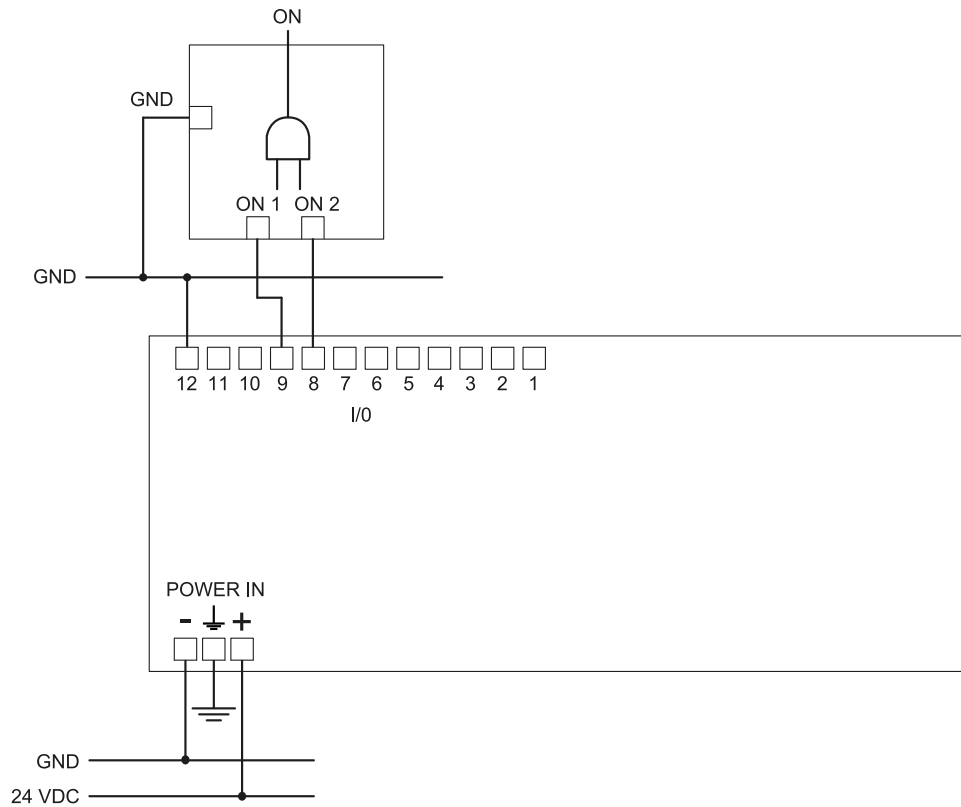 ON
GND
ON 1 ON 2
GND
12 11 10 9 8 7 6 5 4 3 2 1
I/0
POWER IN
- +
GND
24 VDC